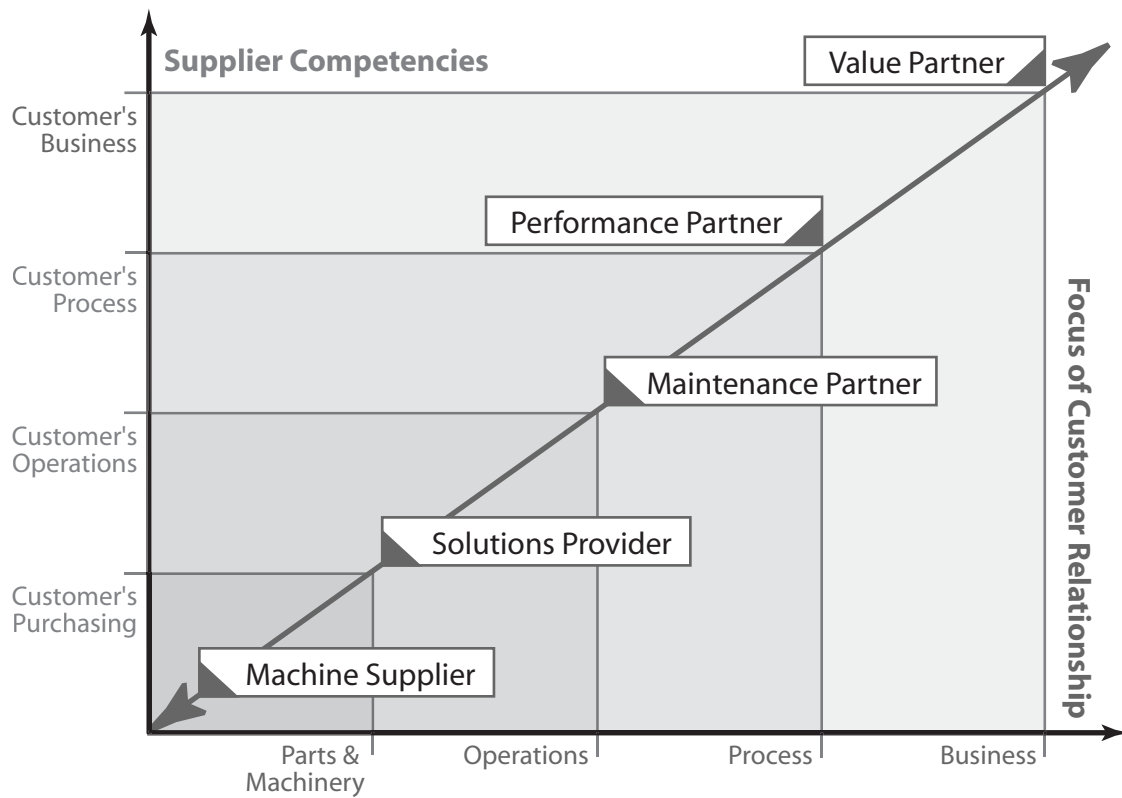 Supplier Competencies
Value Partner
Customer's
Business
Performance Partner
Customer's
Process
Focus of Customer Relationship
Maintenance Partner
Customer's
Operations
Solutions Provider
Customer's
Purchasing
Machine Supplier
Parts &
Machinery
Operations
Process
Business